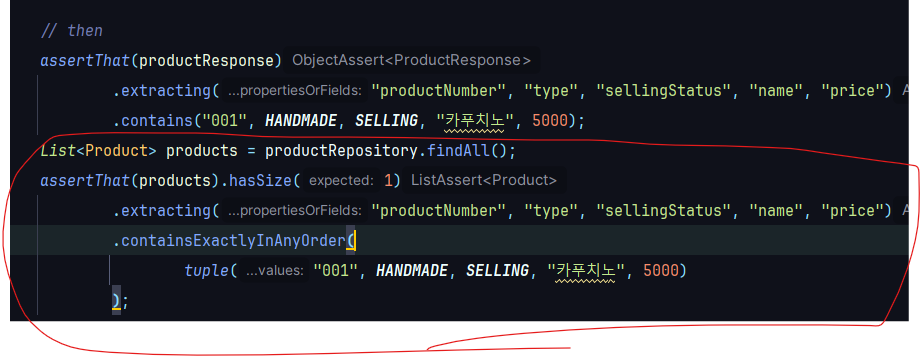 // then
assertThat(productResponse) ObjectAssert<ProductResponse>
.extracting( ...propertiesOrFields: "productNumber", "type", "sellingStatus", "name", "price") A
.contains("001", HANDMADE, SELLING, "카푸치노", 5000);
List<Product> products = productRepository.findAll();
assertThat(products).hasSize( expected: 1) ListAssert<Product>
.extracting( ...propertiesOrFields: "productNumber", "type", "sellingStatus", "name", "price") A
.containsExactlyInAnyOrder(
tuple( ...values: "001", HANDMADE, SELLING, "카푸치노", 5000)
);